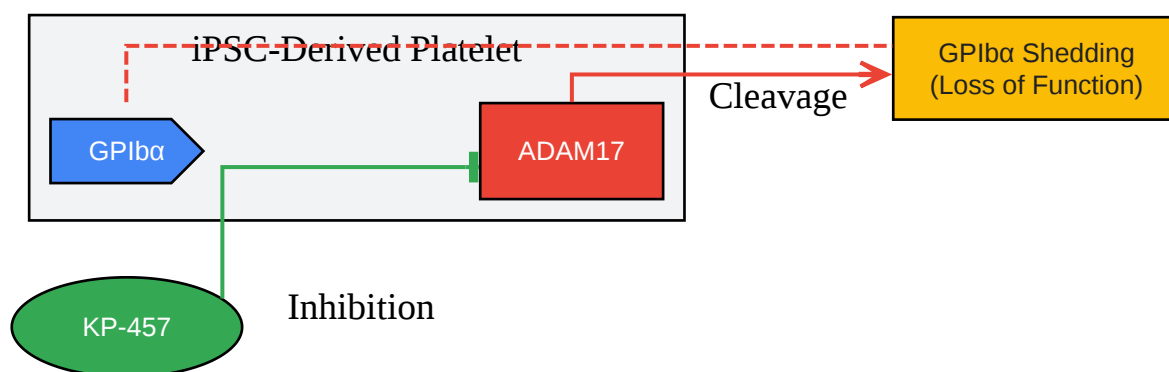 iPSC-Derived Platelet
GPIbα Shedding
(Loss of Function)
Cleavage
GPIbα
ADAM17
Inhibition
KP-457